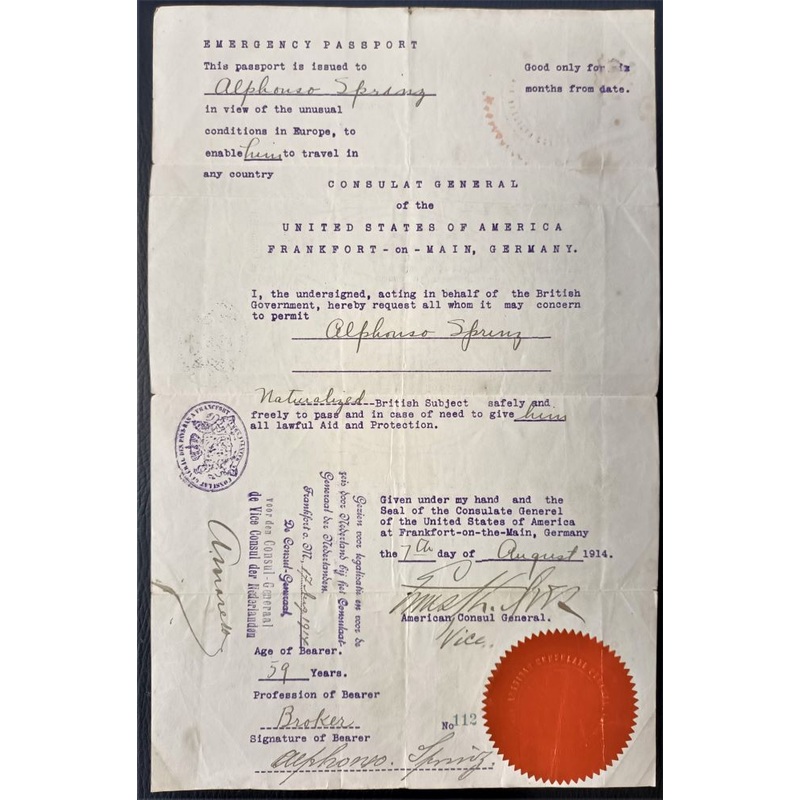 EMERGENCY PASSPORT
This passport is issued to
Alphonso Sprinz
in view of the unusual
conditions in Europe, to
enable him to travel in
any country
Good only for six
months from date.
CONSULAT GENERAL
of the
UNITED STATES OF AMERICA
FRANKFORT - on - MAIN, GERMANY.
I, the undersigned, acting in behalf of the British
Government, hereby request all whom it may concern
to permit
Alphonso Sprinz
Naturalized British Subject safely and
freely to pass and in case of need to give him
all lawful Aid and Protection.
Gezien voor legalisatie en voor de
reis door Nederland bij het Consulaat-
Generaal der Nederlanden.
Frankfort a. M, 17 Aug 1914
De Consul-Generaal,
voor den Consul-Generaal
de Vice Consul der Nederlanden
Given under my hand and the
Seal of the Consulate Generel
of the United States of America
at Frankfort-on-the-Main, Germany
the 7th day of August 1914.
American Consul General.
Vice
Age of Bearer.
59 Years.
Profession of Bearer
Broker
No 112
Signature of Bearer
Alphonso. Sprinz.